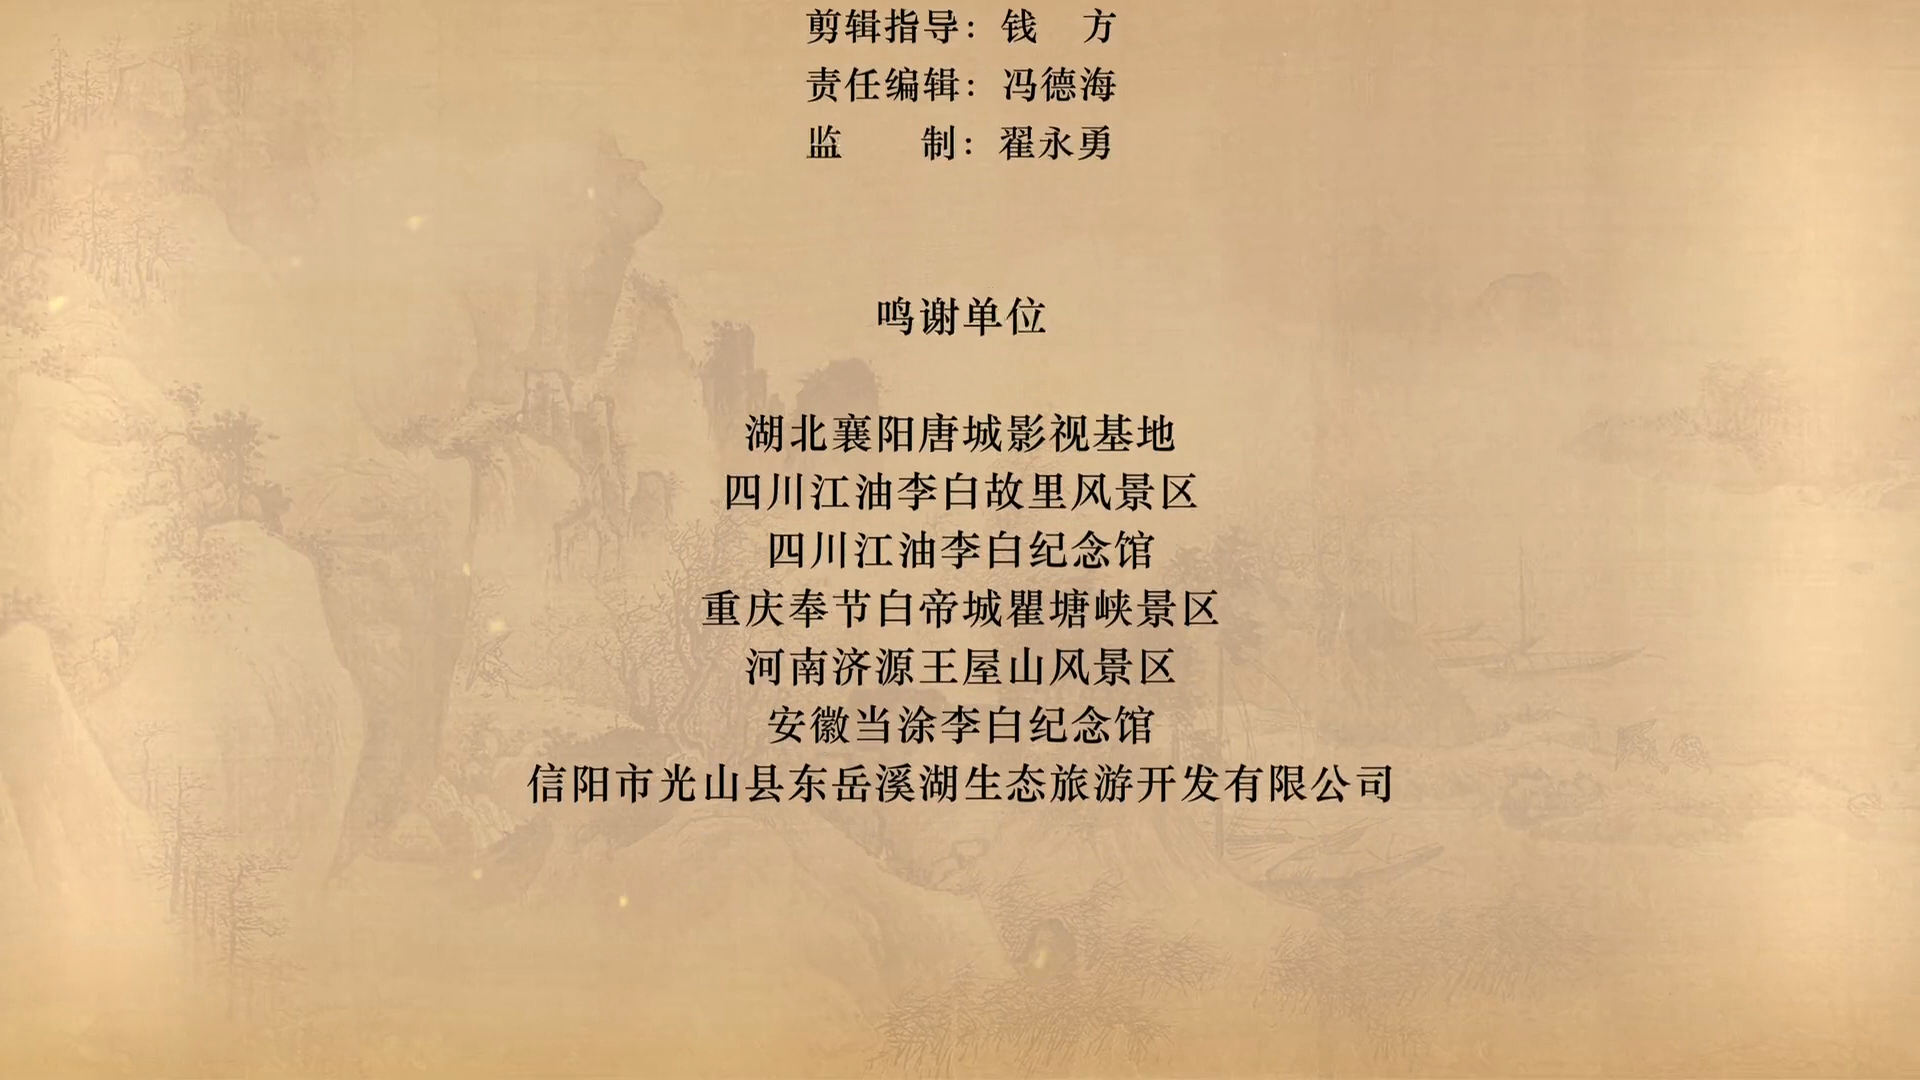 剪辑指导：钱　方
责任编辑：冯德海
监　　制：翟永勇
鸣谢单位
湖北襄阳唐城影视基地
四川江油李白故里风景区
四川江油李白纪念馆
重庆奉节白帝城瞿塘峡景区
河南济源王屋山风景区
安徽当涂李白纪念馆
信阳市光山县东岳溪湖生态旅游开发有限公司